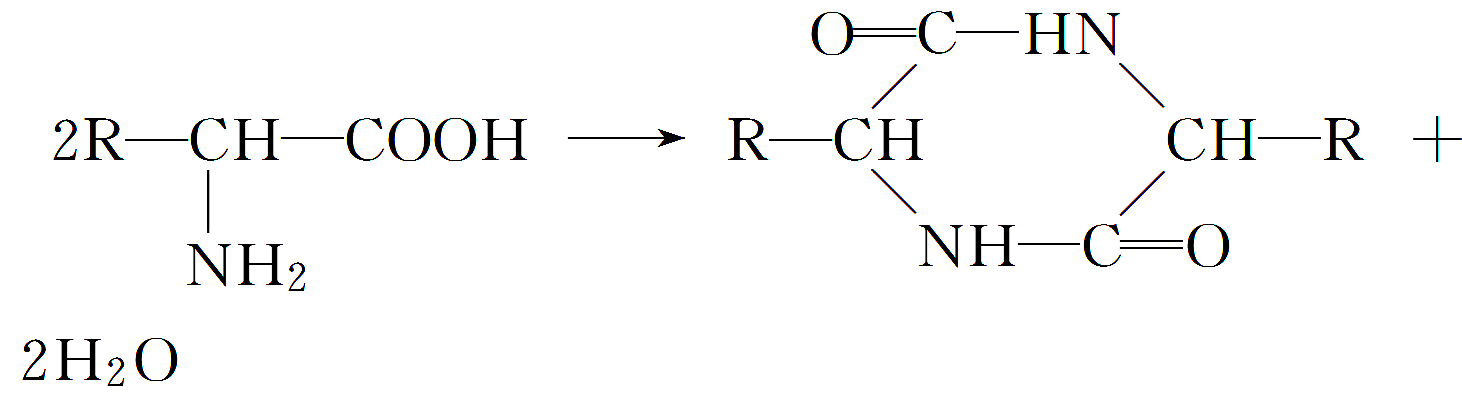 O=C—HN
2R—CH—COOH → R—CH CH—R +
NH₂ NH—C=O
2H₂O